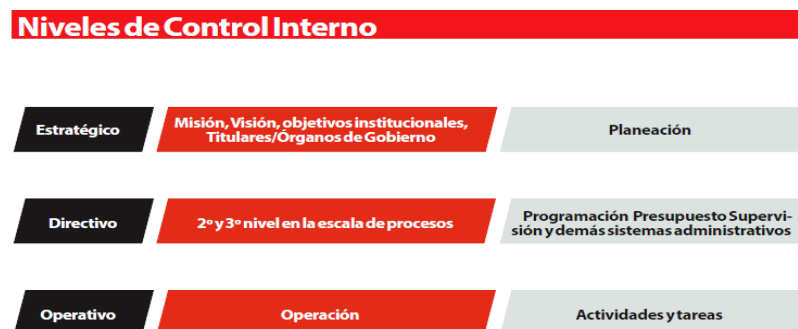 Niveles de Control Interno
Estratégico
Misión, Visión, objetivos institucionales,
Titulares/Órganos de Gobierno
Planeación
Directivo
2º y 3º nivel en la escala de procesos
Programación Presupuesto Supervi-
sión y demás sistemas administrativos
Operativo
Operación
Actividades y tareas